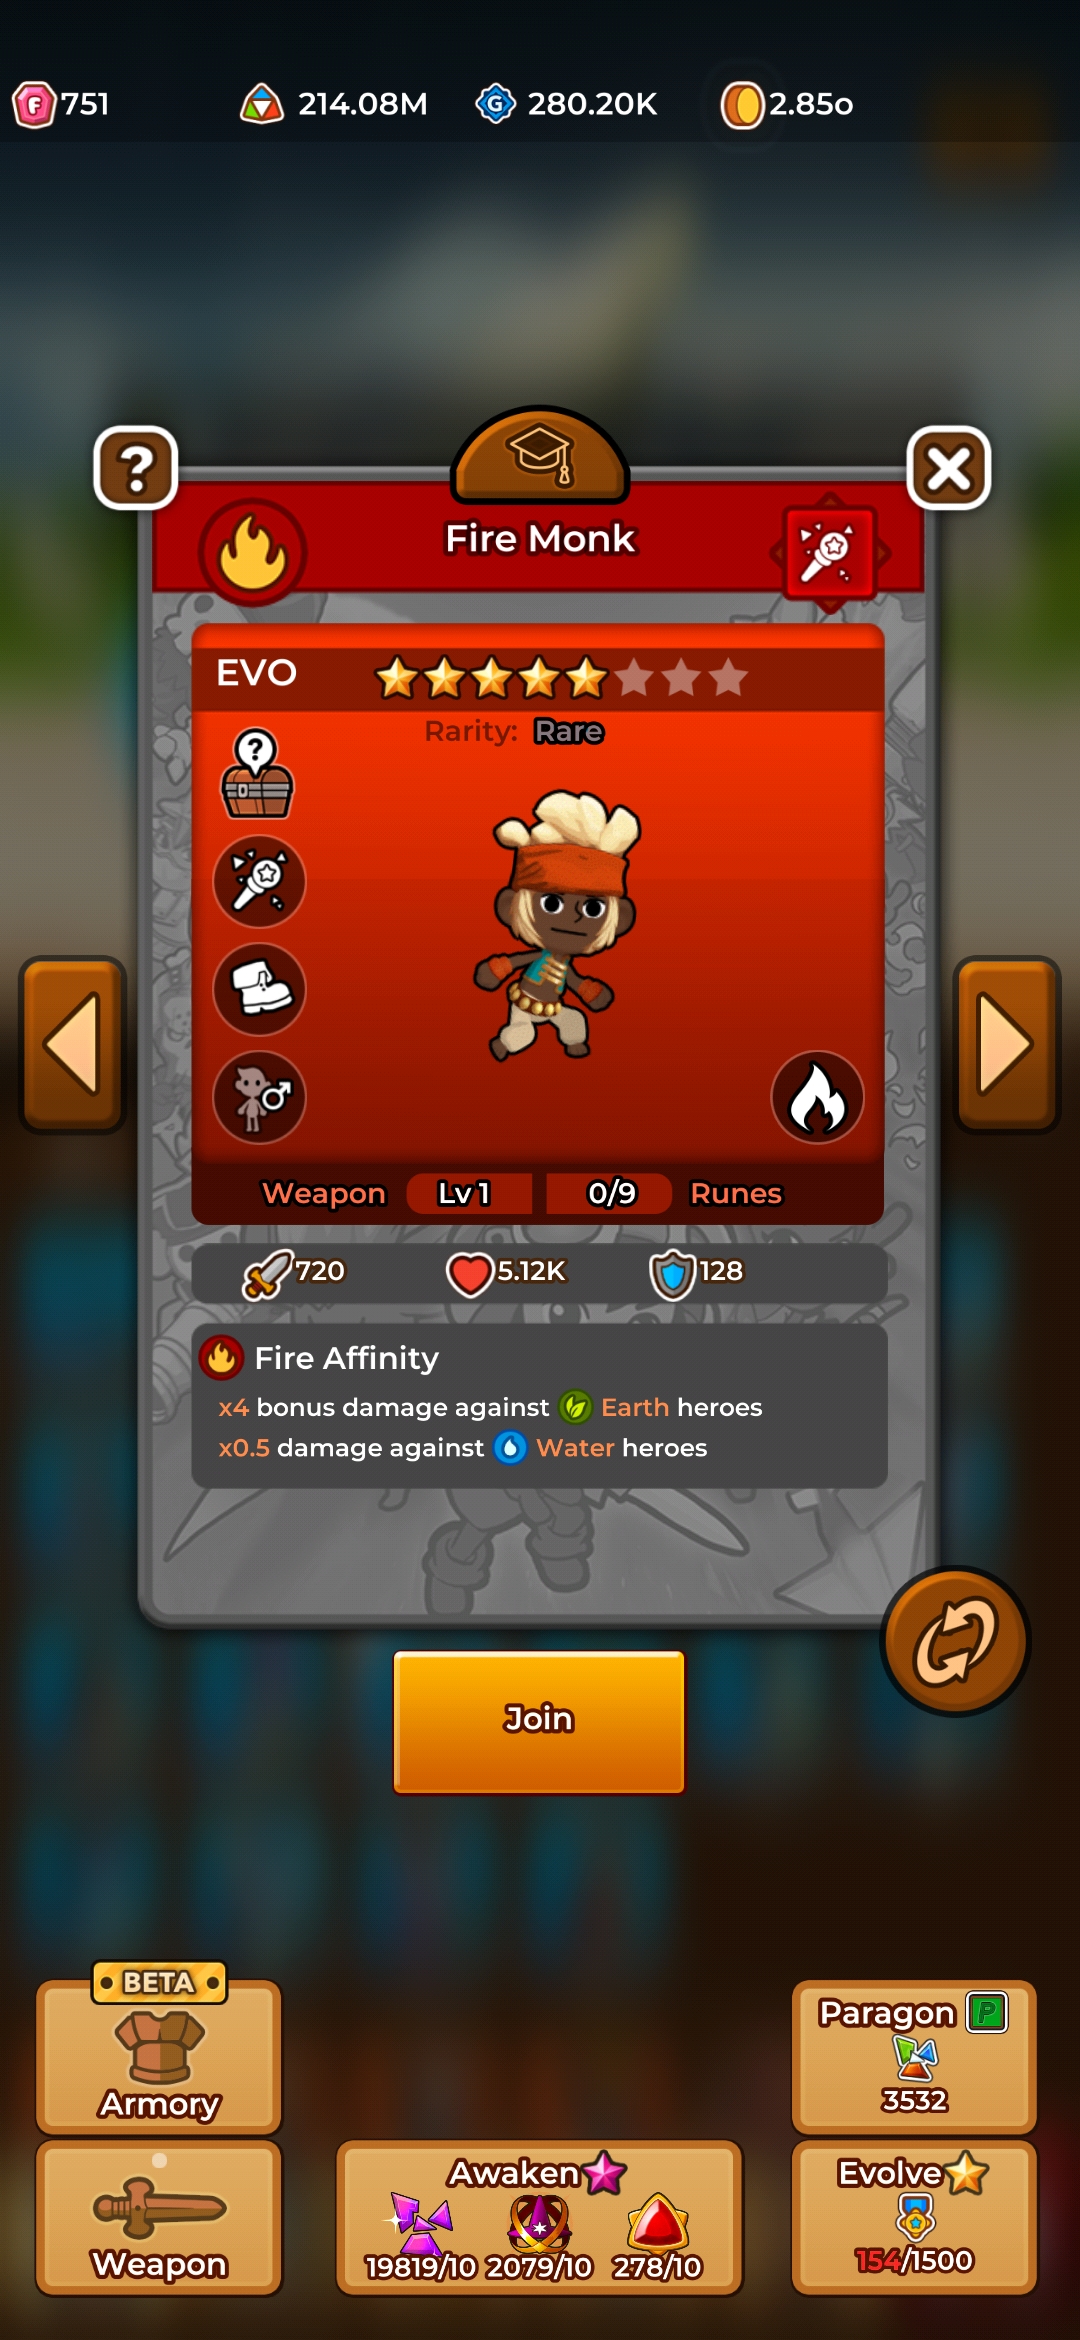 F 751 214.08M G 280.20K 2.85o
?
Fire Monk
EVO
Rarity: Rare
?
Weapon Lv 1 0/9 Runes
720 5.12K 128
Fire Affinity
x4 bonus damage against Earth heroes
x0.5 damage against Water heroes
Join
BETA
Armory
Paragon P
3532
Weapon
Awaken
19819/10 2079/10 278/10
Evolve
154/1500